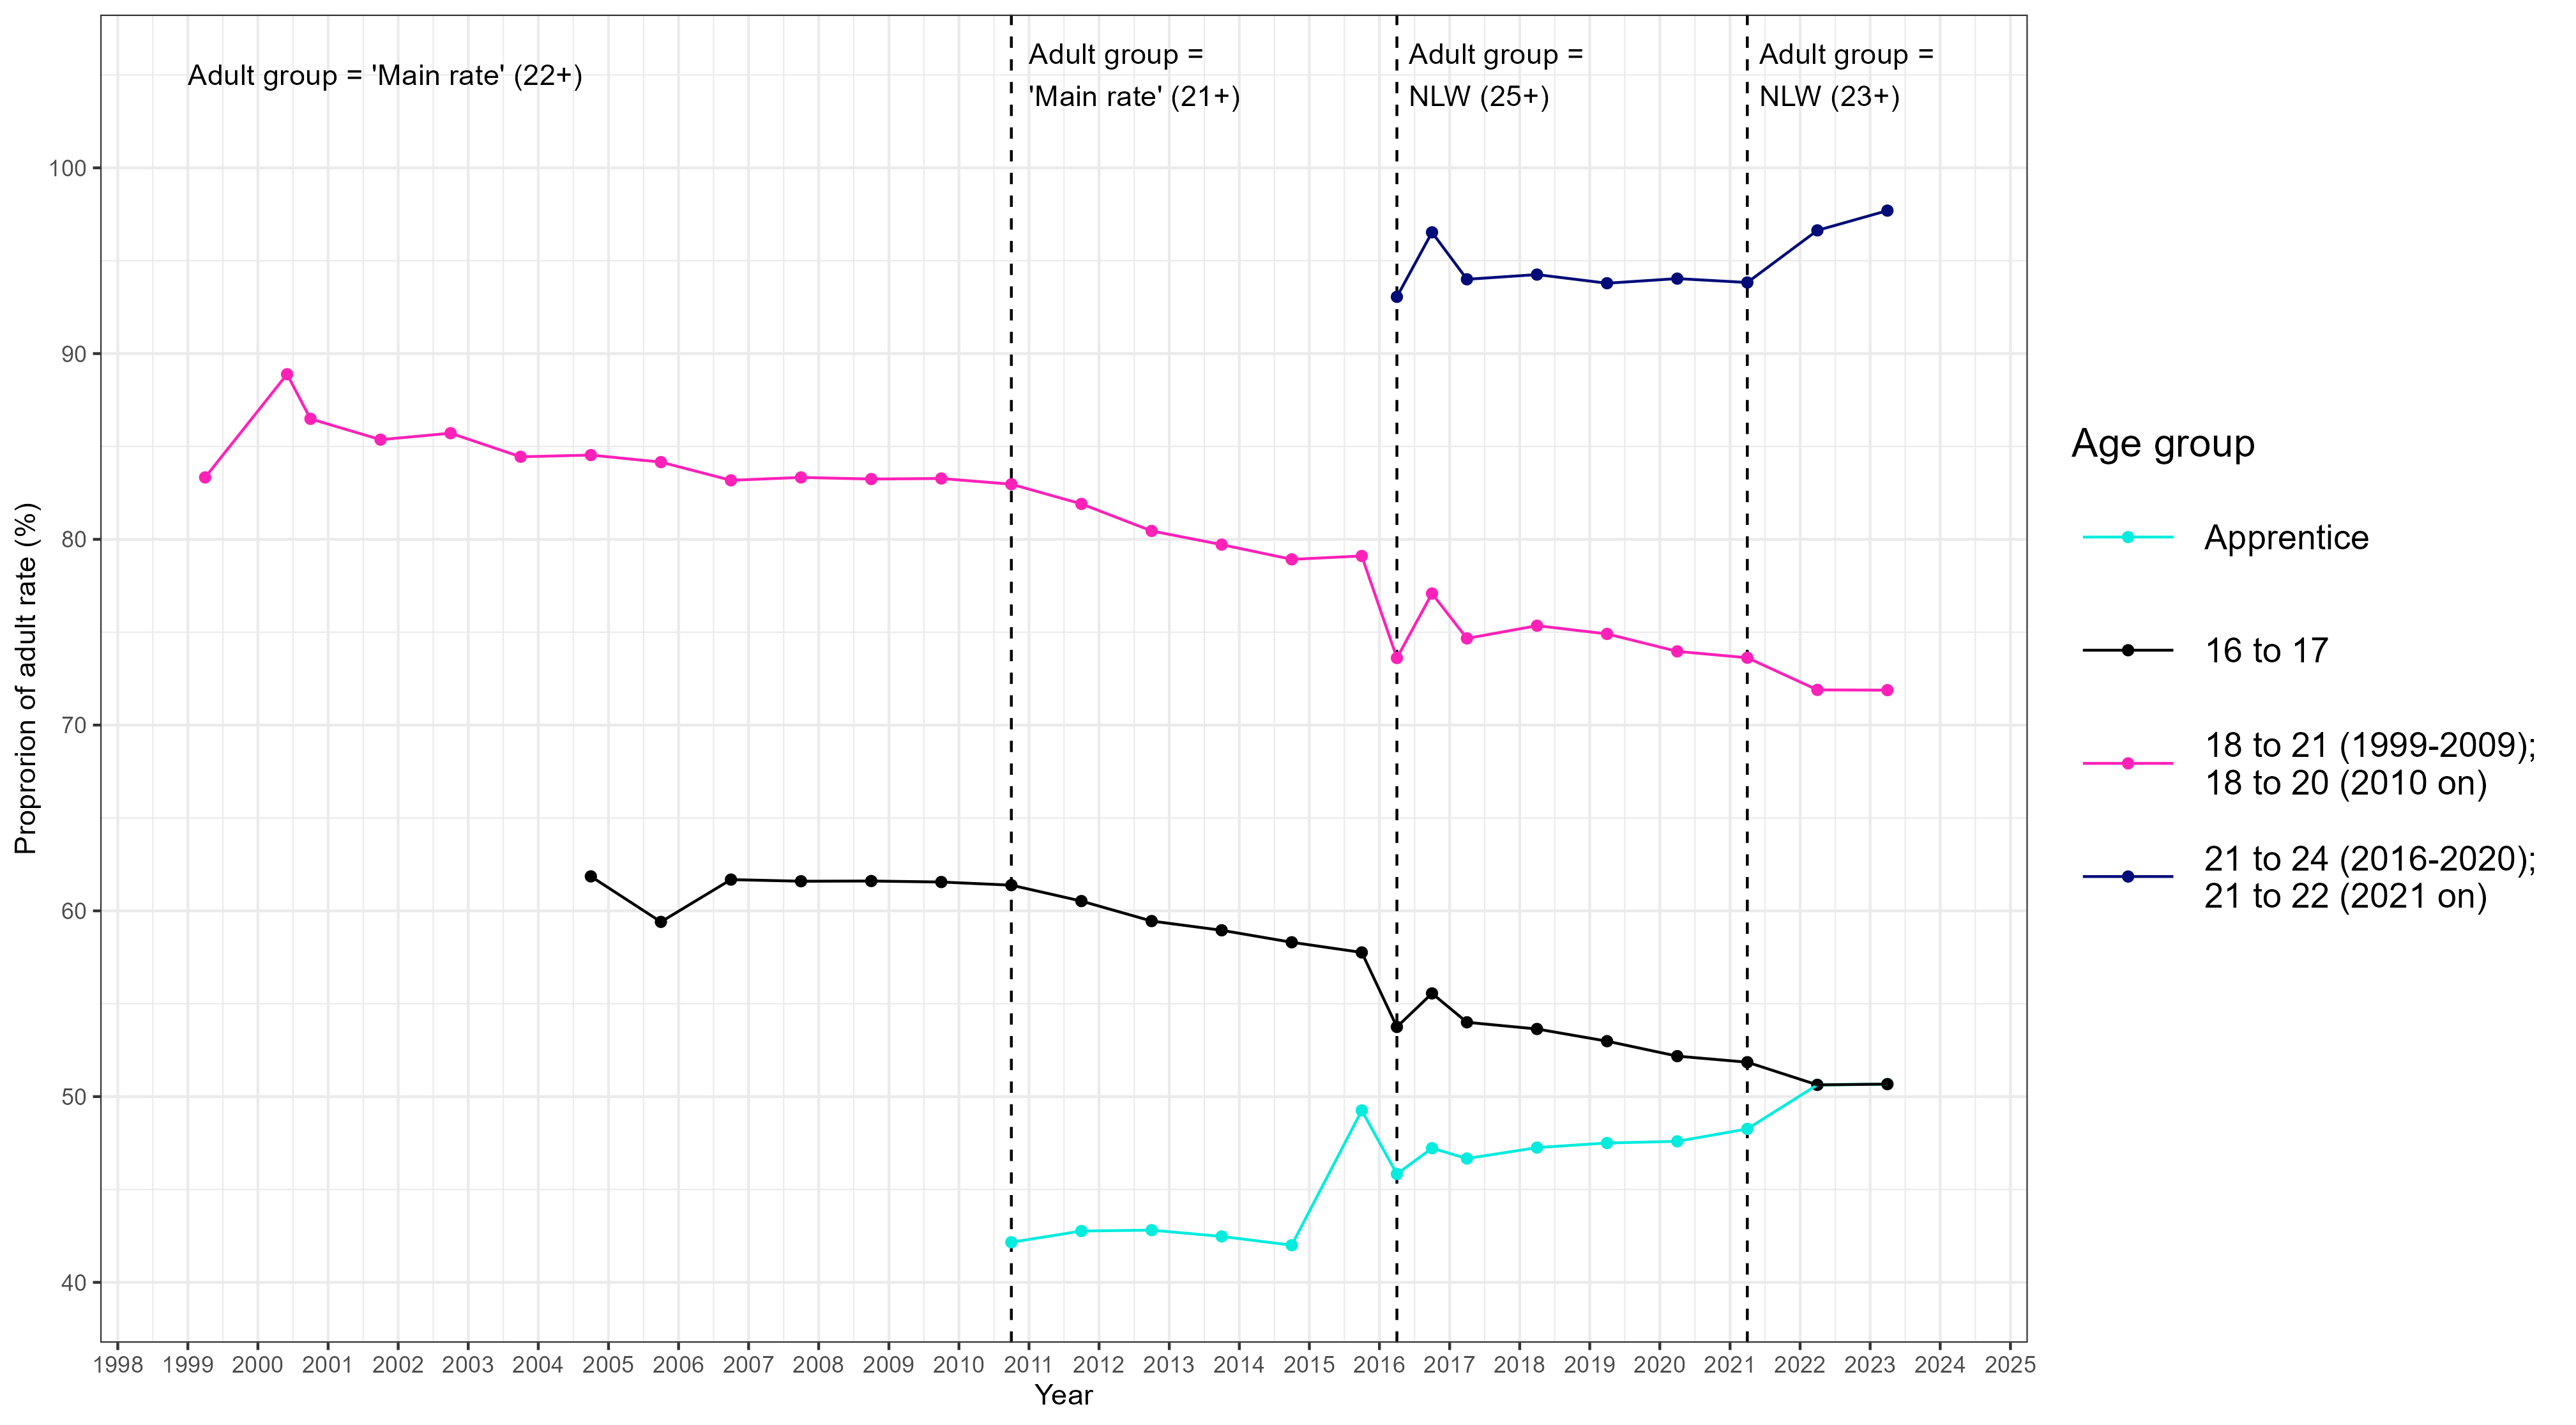 Adult group = 'Main rate' (22+)
Adult group =
'Main rate' (21+)
Adult group =
NLW (25+)
Adult group =
NLW (23+)
100
90
80
70
60
50
40
Proprorion of adult rate (%)
1998 1999 2000 2001 2002 2003 2004 2005 2006 2007 2008 2009 2010 2011 2012 2013 2014 2015 2016 2017 2018 2019 2020 2021 2022 2023 2024 2025
Year
Age group
Apprentice
16 to 17
18 to 21 (1999-2009);
18 to 20 (2010 on)
21 to 24 (2016-2020);
21 to 22 (2021 on)